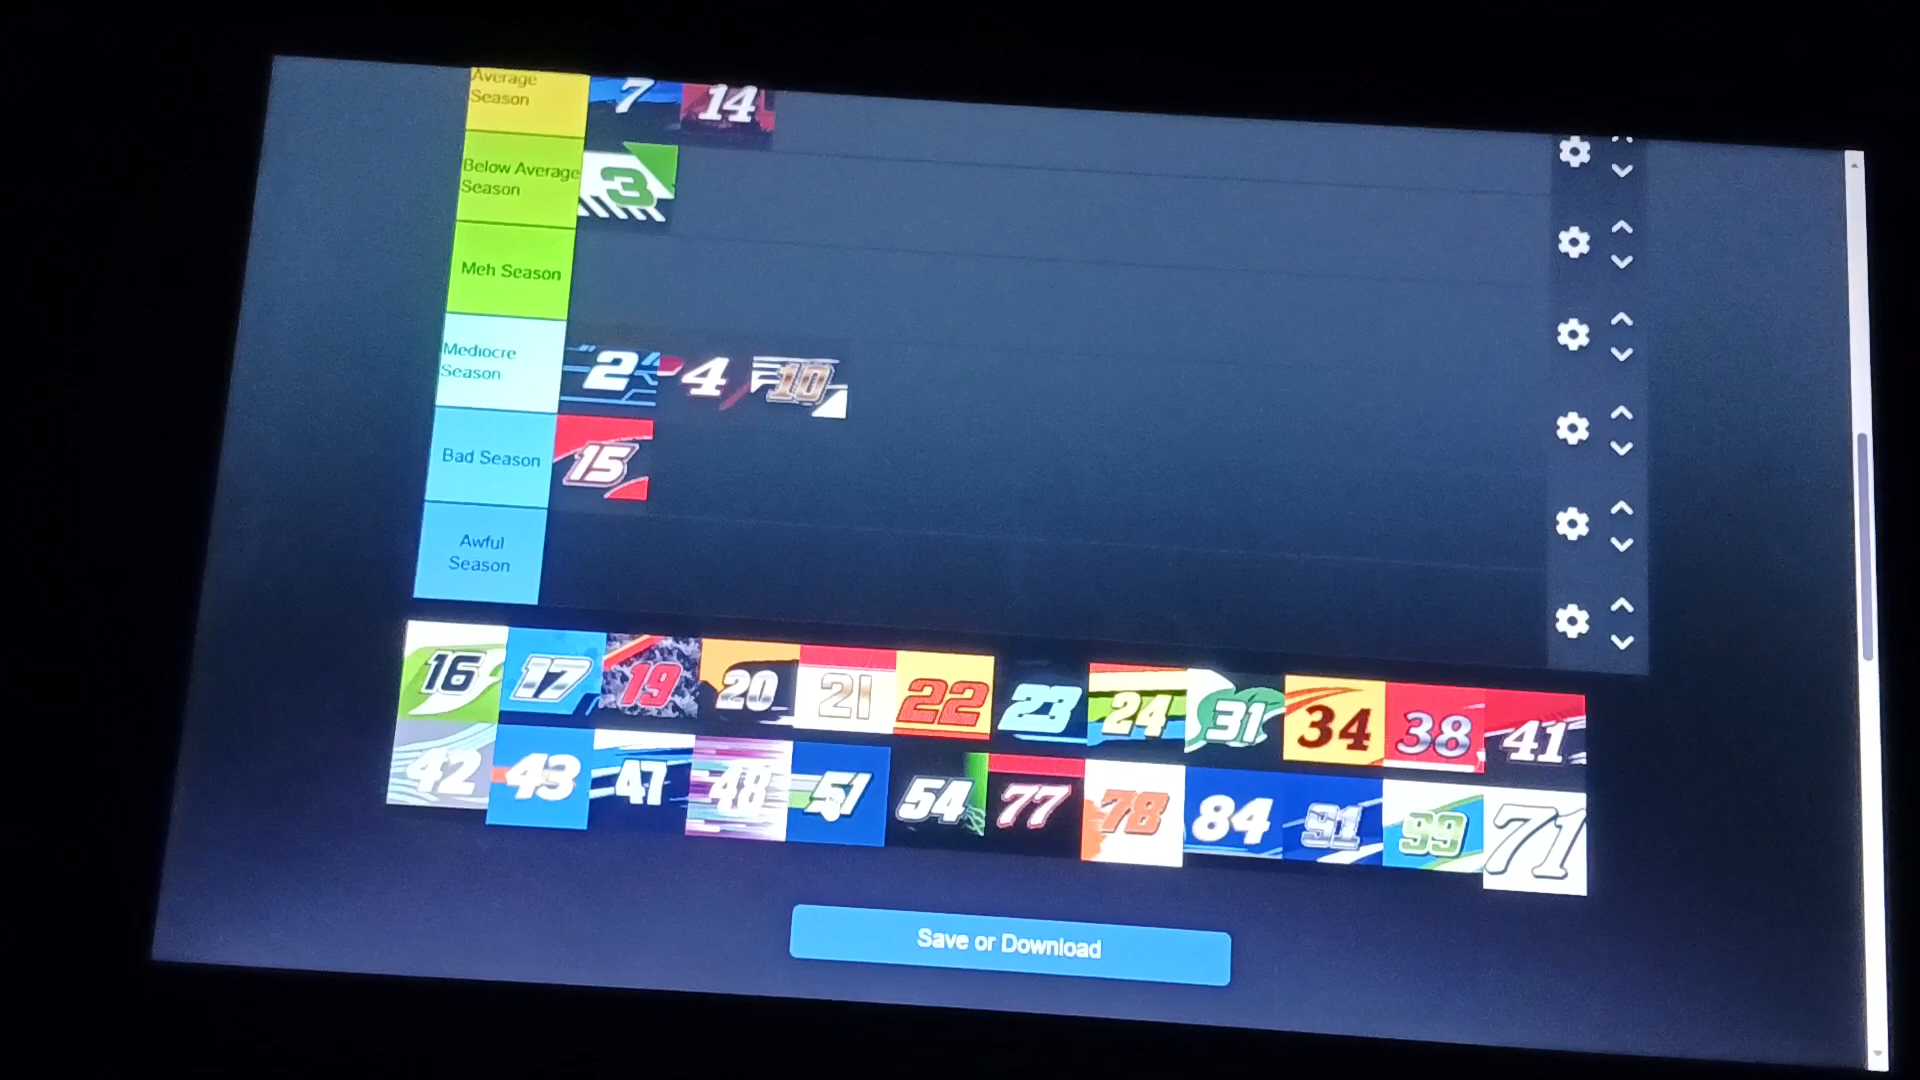 Average
Season
7 14
Below Average
Season
3
Meh Season
Mediocre
Season
2 4 10
Bad Season
15
Awful
Season
16 17 19 20 21 22 23 24 31 34 38 41
42 43 47 48 51 54 77 78 84 91 99 71
Save or Download